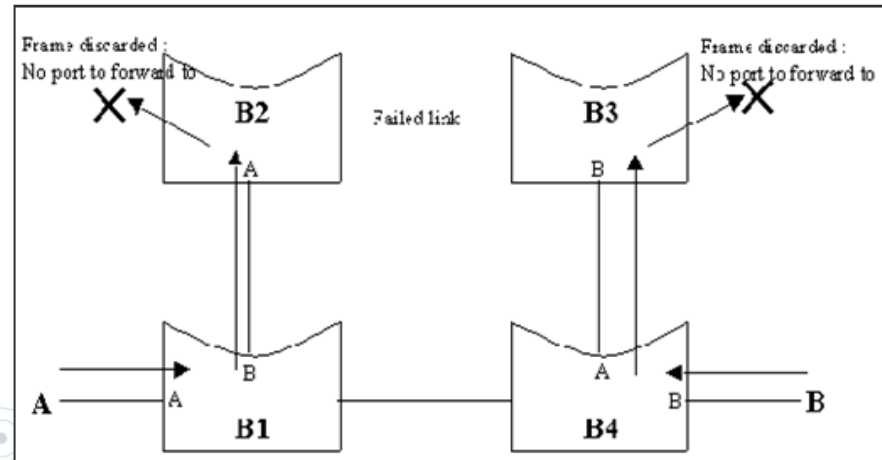 Frame discarded :
No port to forward to
Frame discarded :
No port to forward to
B2
Failed link
B3
A
B
B
A
A
A
B
B
B1
B4